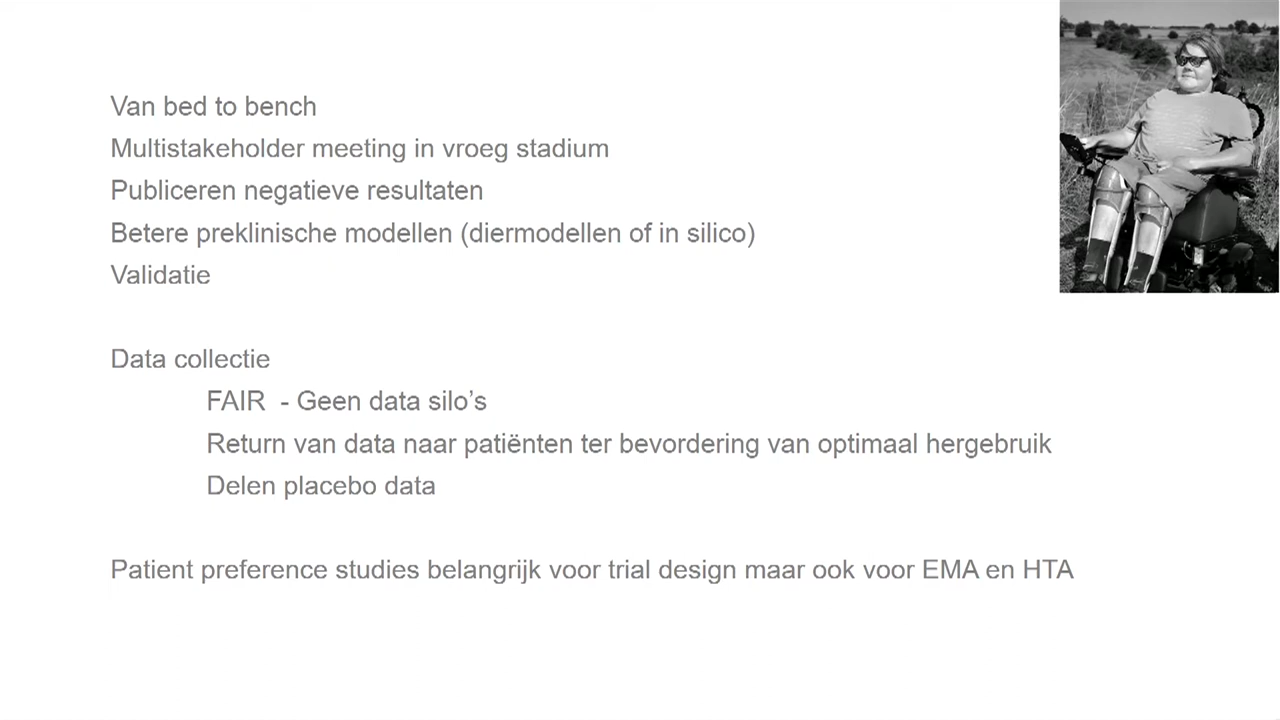 Van bed to bench
Multistakeholder meeting in vroeg stadium
Publiceren negatieve resultaten
Betere preklinische modellen (diermodellen of in silico)
Validatie
Data collectie
FAIR  - Geen data silo’s
Return van data naar patiënten ter bevordering van optimaal hergebruik
Delen placebo data
Patient preference studies belangrijk voor trial design maar ook voor EMA en HTA